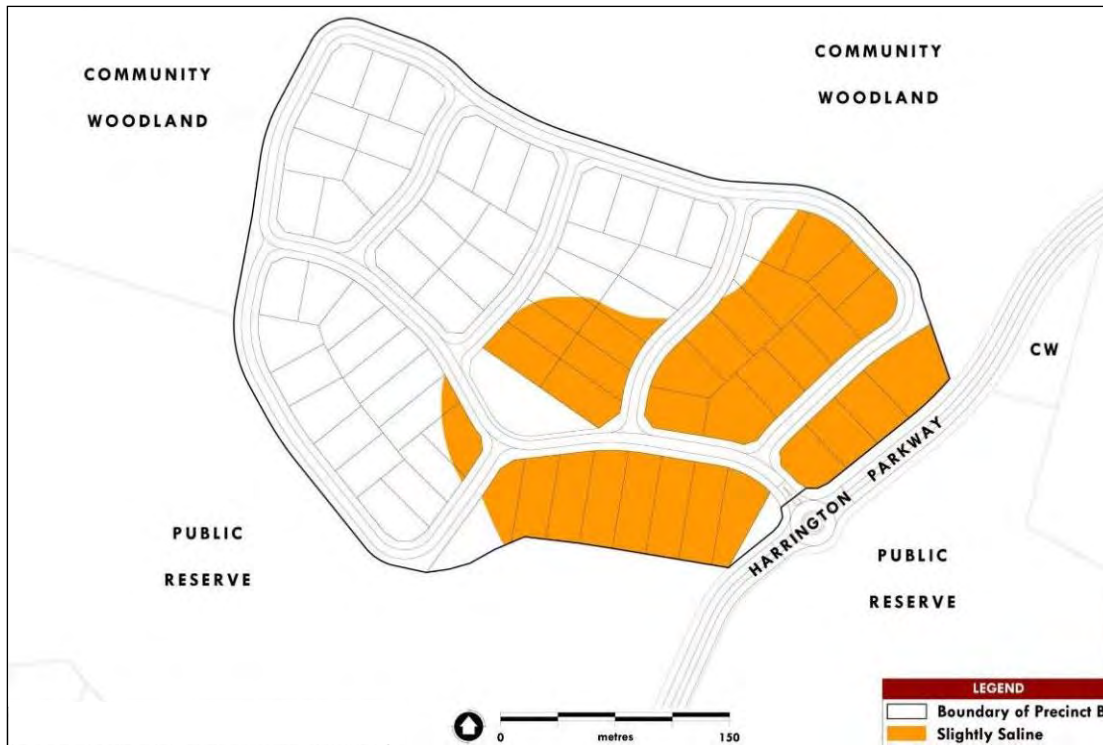 COMMUNITY
WOODLAND
COMMUNITY
WOODLAND
CW
HARRINGTON PARKWAY
PUBLIC
RESERVE
PUBLIC
RESERVE
0 metres 150
LEGEND
Boundary of Precinct B
Slightly Saline